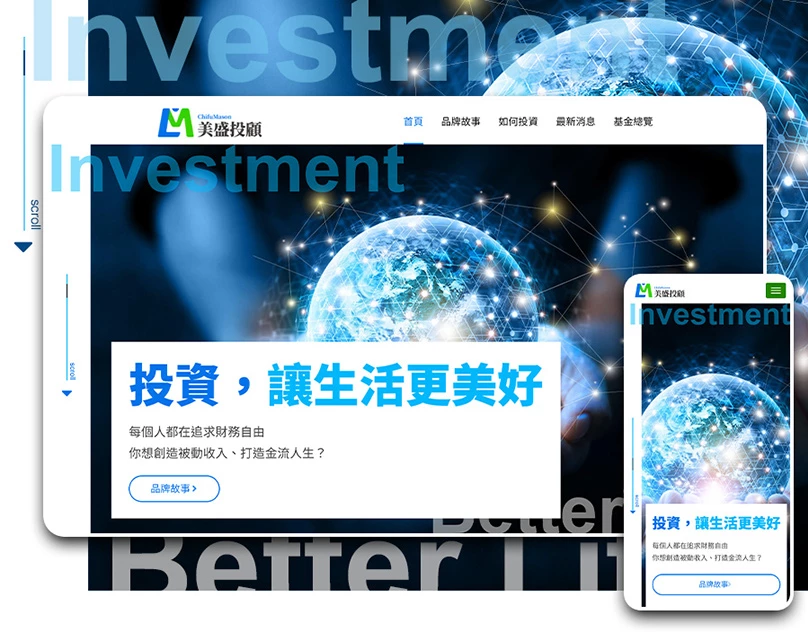 Investment
scroll
ChifuMason
美盛投顧
首頁 品牌故事 如何投資 最新消息 基金總覽
Investment
scroll
投資，讓生活更美好
每個人都在追求財務自由
你想創造被動收入、打造金流人生？
品牌故事
Better
Better Li
美盛投顧
Investment
scroll
投資，讓生活更美好
每個人都在追求財務自由
你想創造被動收入、打造金流人生？
品牌故事